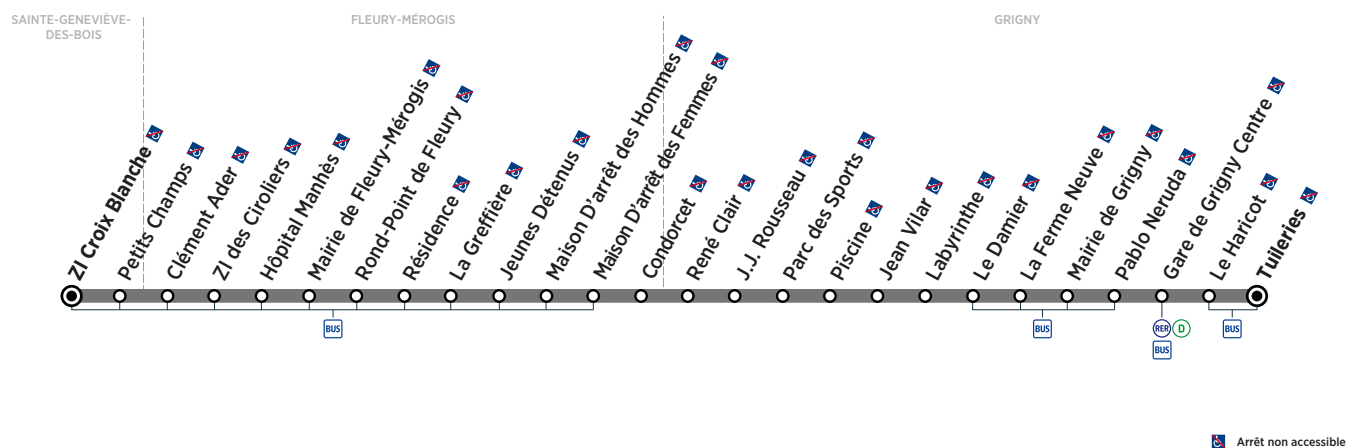 SAINTE-GENEVIÈVE-
DES-BOIS
FLEURY-MÉROGIS
GRIGNY
ZI Croix Blanche
Petits Champs
Clément Ader
ZI des Ciroliers
Hôpital Manhès
Mairie de Fleury-Mérogis
Rond-Point de Fleury
Résidence
La Greffière
Jeunes Détenus
Maison D'arrêt des Hommes
Maison D'arrêt des Femmes
Condorcet
René Clair
J.J. Rousseau
Parc des Sports
Piscine
Jean Vilar
Labyrinthe
Le Damier
La Ferme Neuve
Mairie de Grigny
Pablo Neruda
Gare de Grigny Centre
Le Haricot
Tuileries
BUS
BUS
RER D
BUS
BUS
Arrêt non accessible